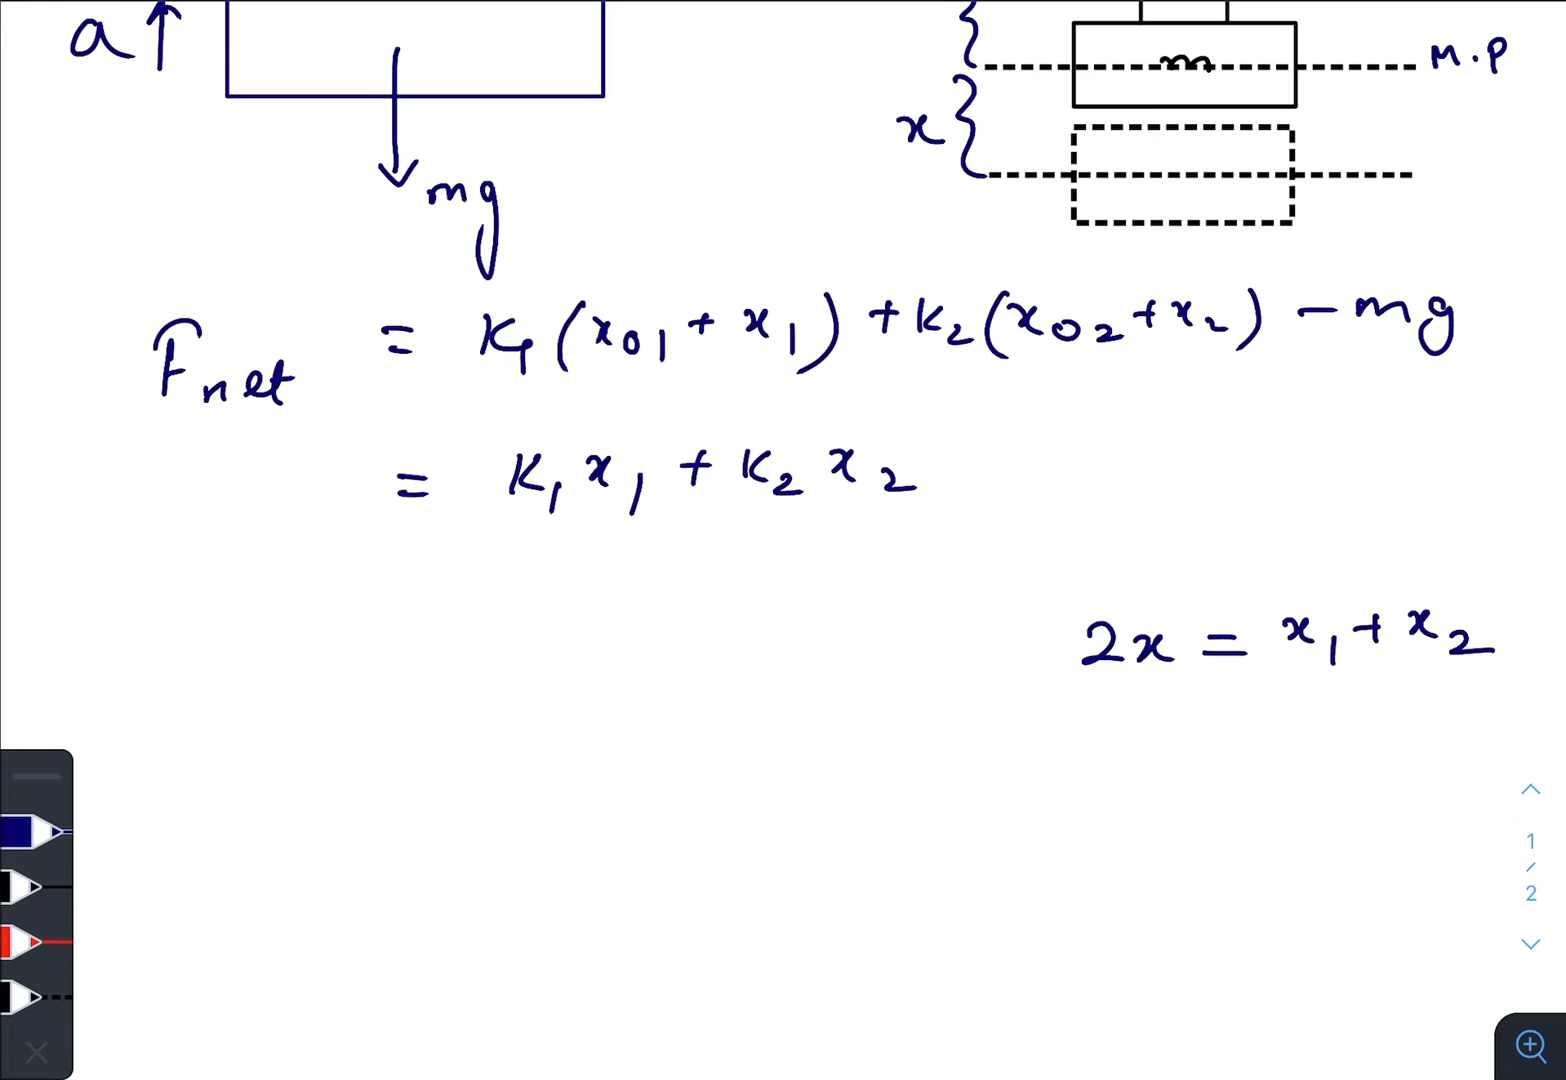 a↑
M.P
x
mg
Fnet = K1(x01 + x1) + K2(x02 + x2) - mg
= K1x1 + K2x2
2x = x1 + x2
1
/
2